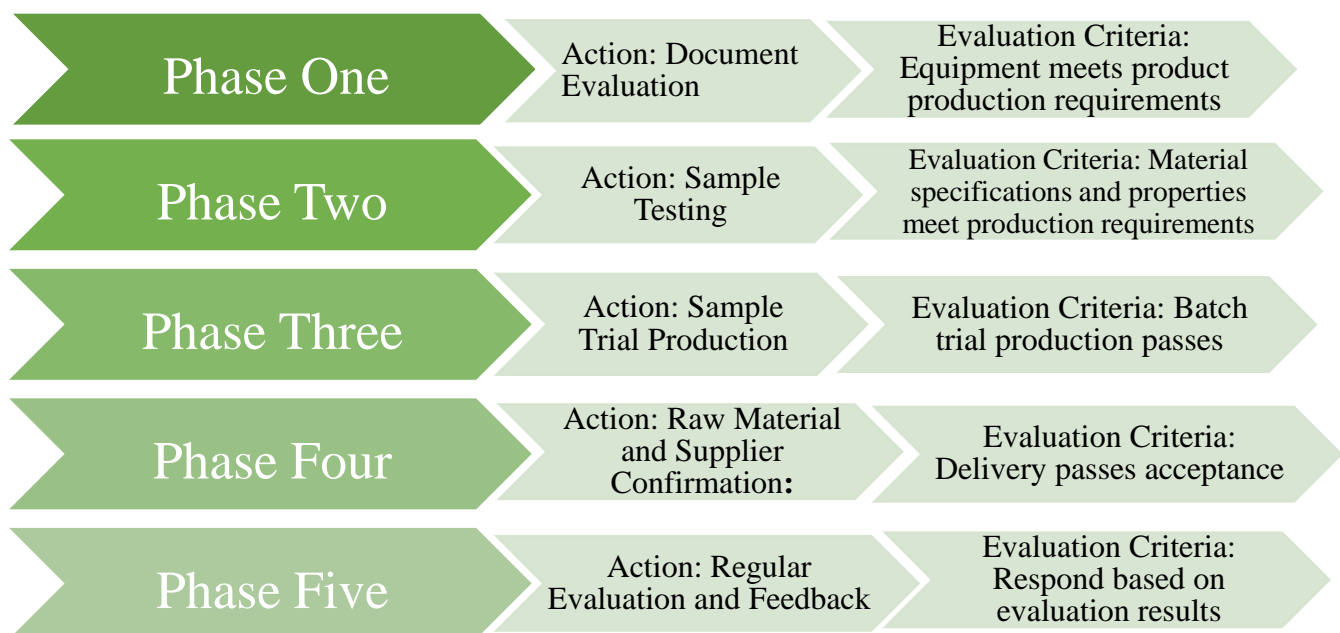 Phase One
Action: Document
Evaluation
Evaluation Criteria:
Equipment meets product
production requirements
Phase Two
Action: Sample
Testing
Evaluation Criteria: Material
specifications and properties
meet production requirements
Phase Three
Action: Sample
Trial Production
Evaluation Criteria: Batch
trial production passes
Phase Four
Action: Raw Material
and Supplier
Confirmation:
Evaluation Criteria:
Delivery passes acceptance
Phase Five
Action: Regular
Evaluation and Feedback
Evaluation Criteria:
Respond based on
evaluation results